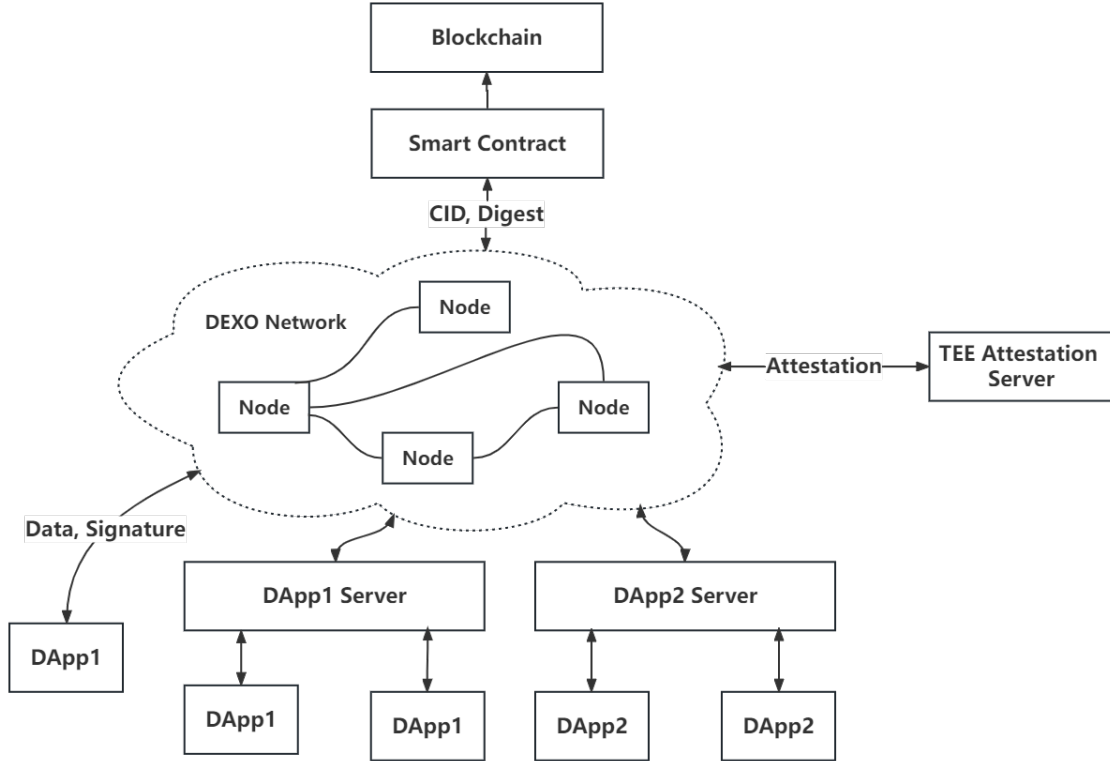 Blockchain
Smart Contract
CID, Digest
DEXO Network
Node
Node
Node
Node
Attestation
TEE Attestation
Server
Data, Signature
DApp1 Server
DApp2 Server
DApp1
DApp1
DApp1
DApp2
DApp2